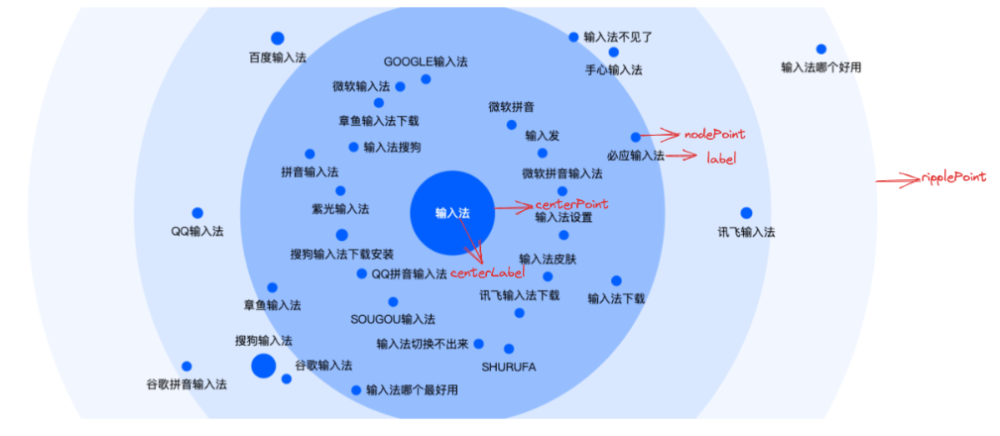 输入法不见了
百度输入法
GOOGLE输入法
手心输入法
输入法哪个好用
微软输入法
章鱼输入法下载
微软拼音
输入发
nodePoint
输入法搜狗
必应输入法
label
拼音输入法
微软拼音输入法
ripplePoint
紫光输入法
输入法
centerPoint
输入法设置
QQ输入法
讯飞输入法
搜狗输入法下载安装
输入法皮肤
QQ拼音输入法
centerLabel
讯飞输入法下载
输入法下载
章鱼输入法
SOUGOU输入法
搜狗输入法
输入法切换不出来
谷歌输入法
SHURUFA
谷歌拼音输入法
输入法哪个最好用